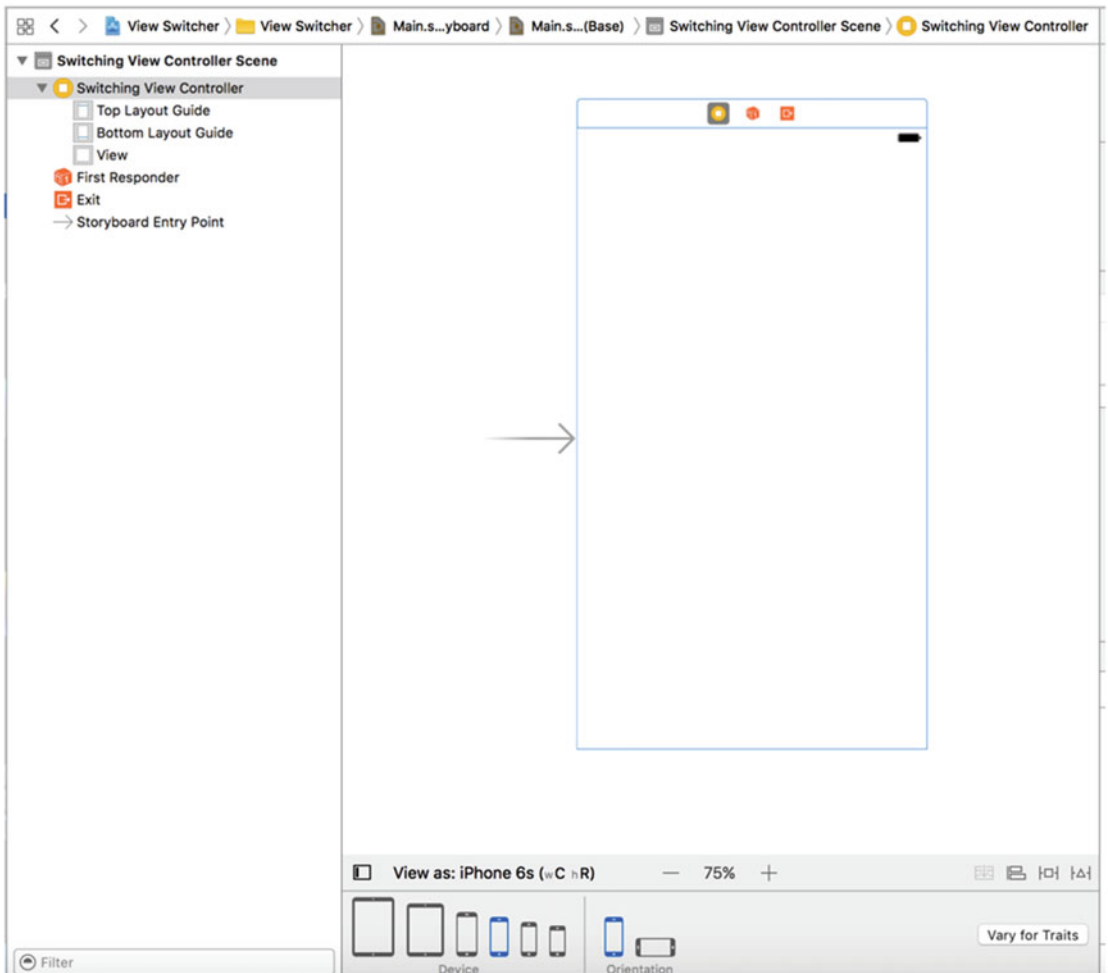 View Switcher 〉 View Switcher 〉 Main.s...yboard 〉 Main.s...(Base) 〉 Switching View Controller Scene 〉 Switching View Controller
Switching View Controller Scene
Switching View Controller
Top Layout Guide
Bottom Layout Guide
View
First Responder
Exit
Storyboard Entry Point
View as: iPhone 6s (wC hR)
75%
Vary for Traits
Filter
Device
Orientation